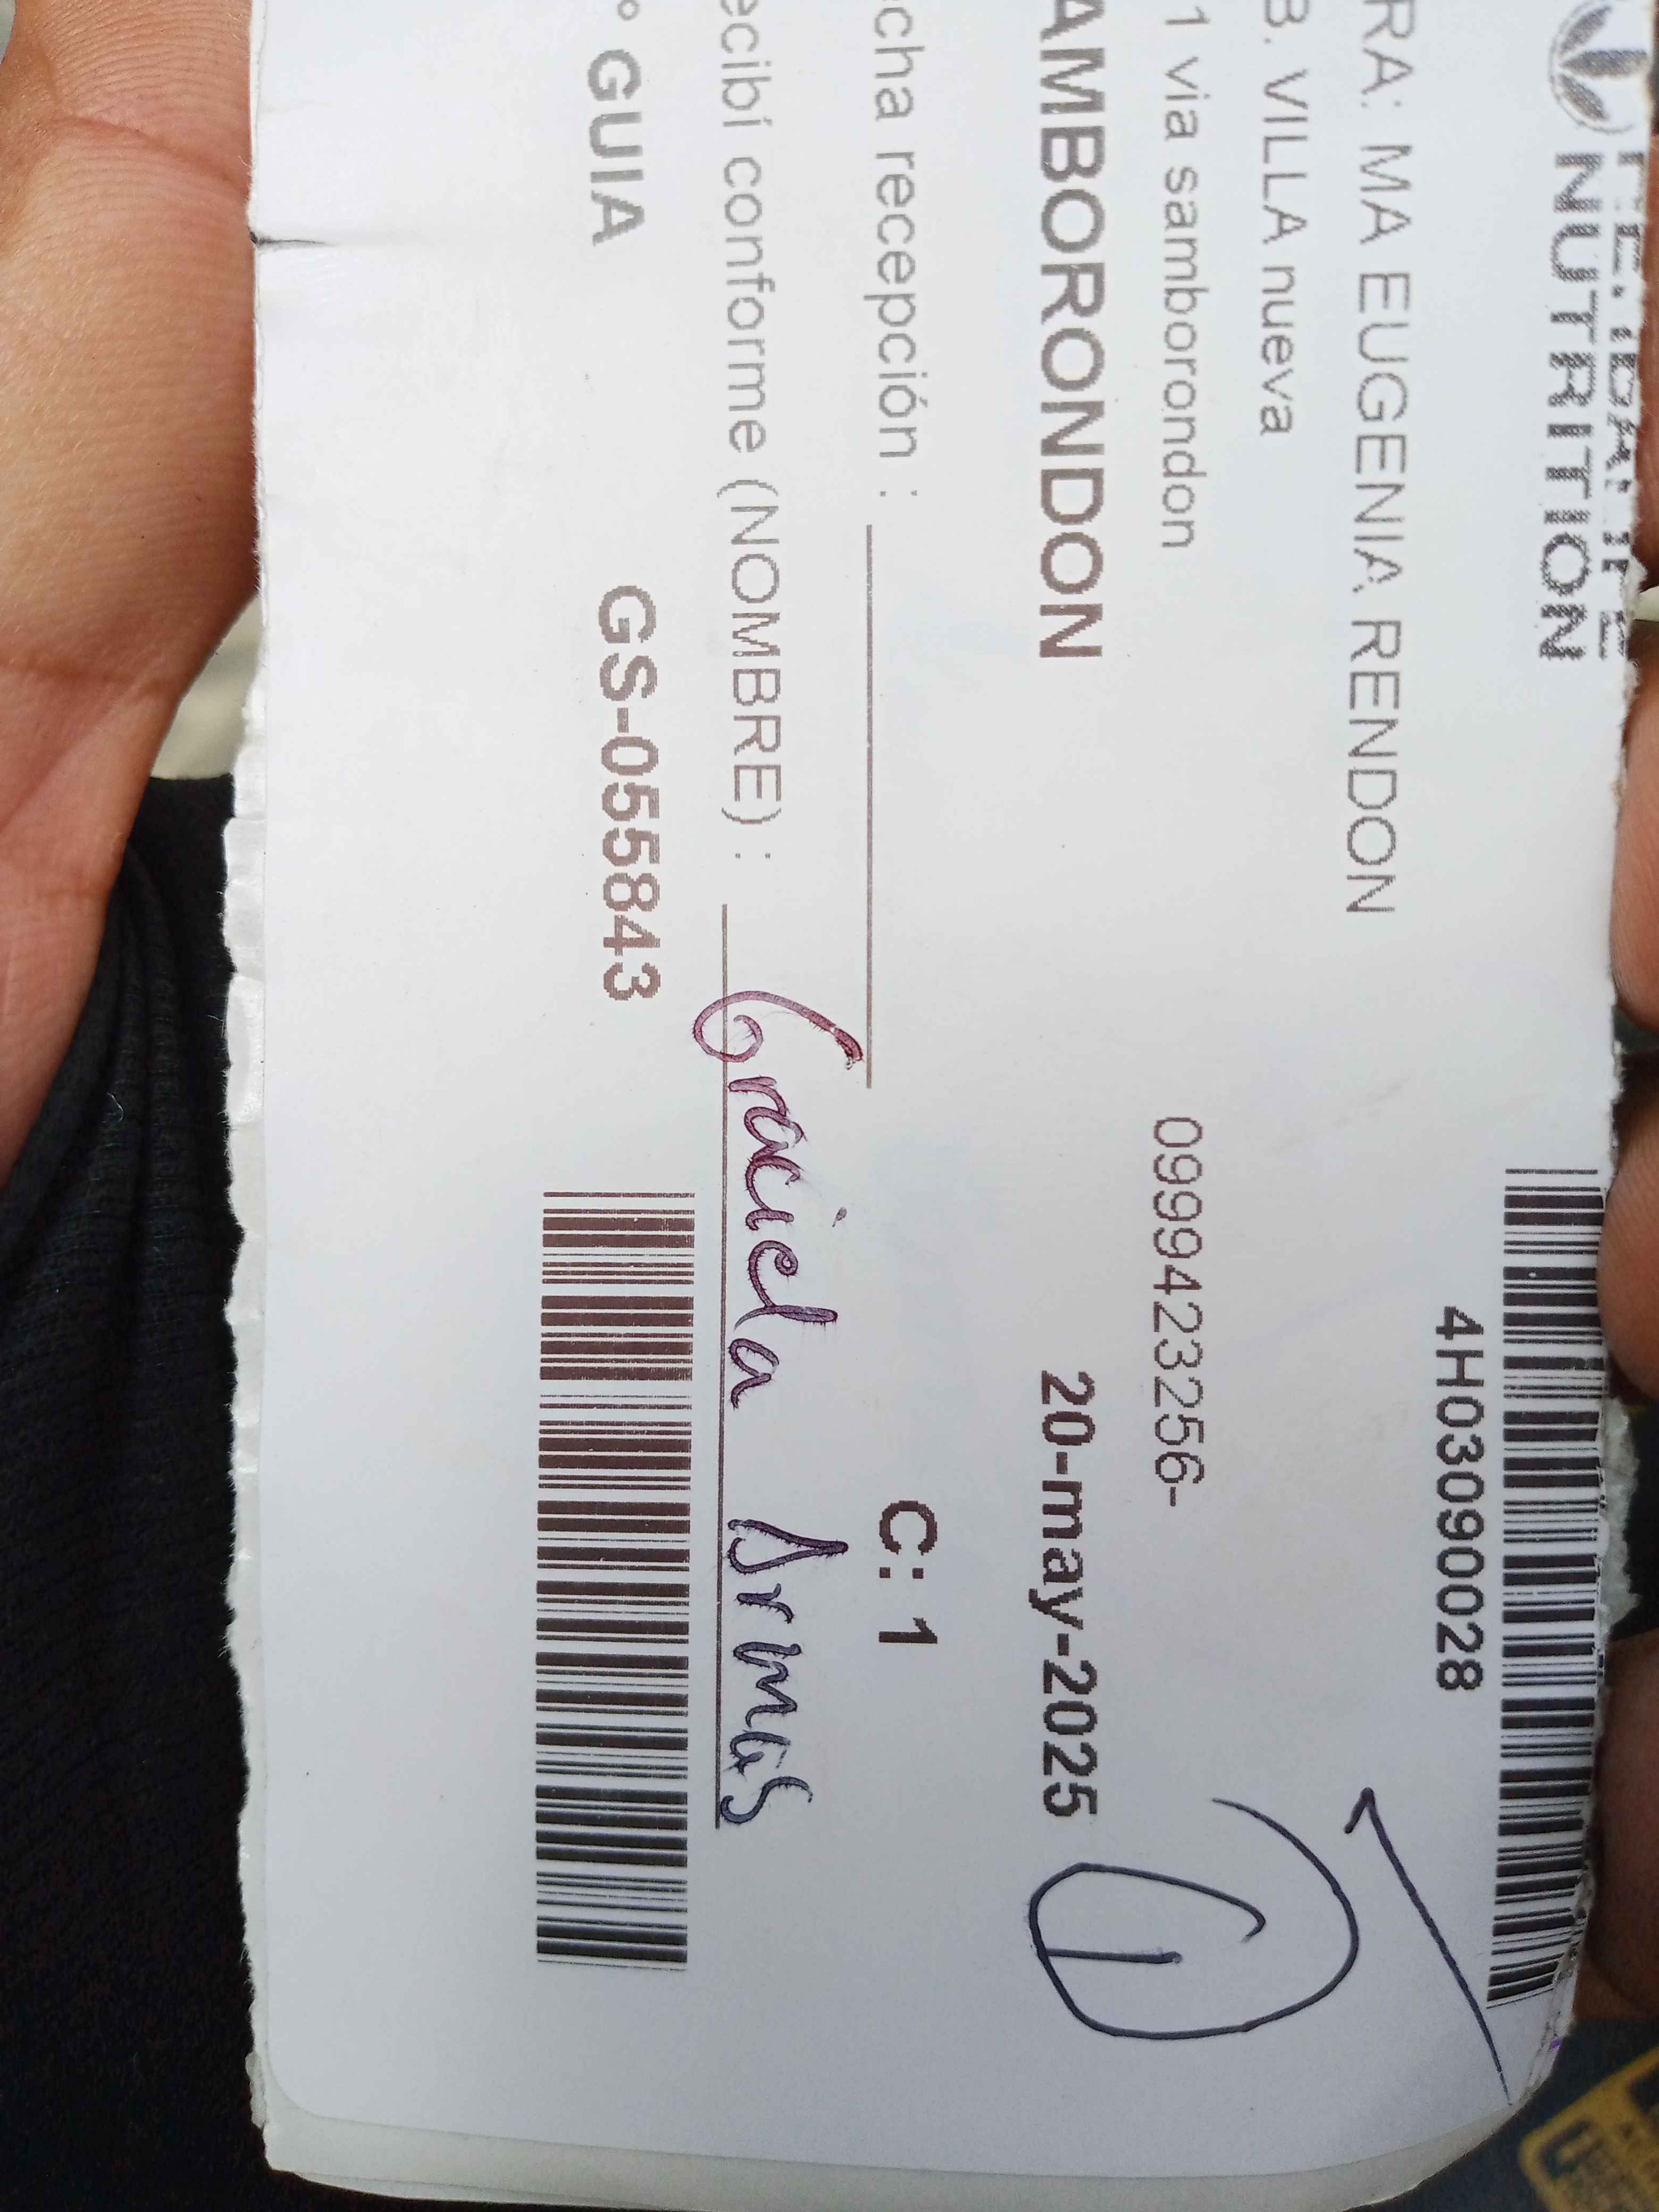 NUTRITION
4H03090028
RA: MA EUGENIA RENDON
B. VILLA nueva
1 via samborondon 0999423256-
AMBORONDON 20-may-2025
echa recepción :
C: 1
ecibí conforme (NOMBRE) : Graciela Armas
° GUIA GS-055843